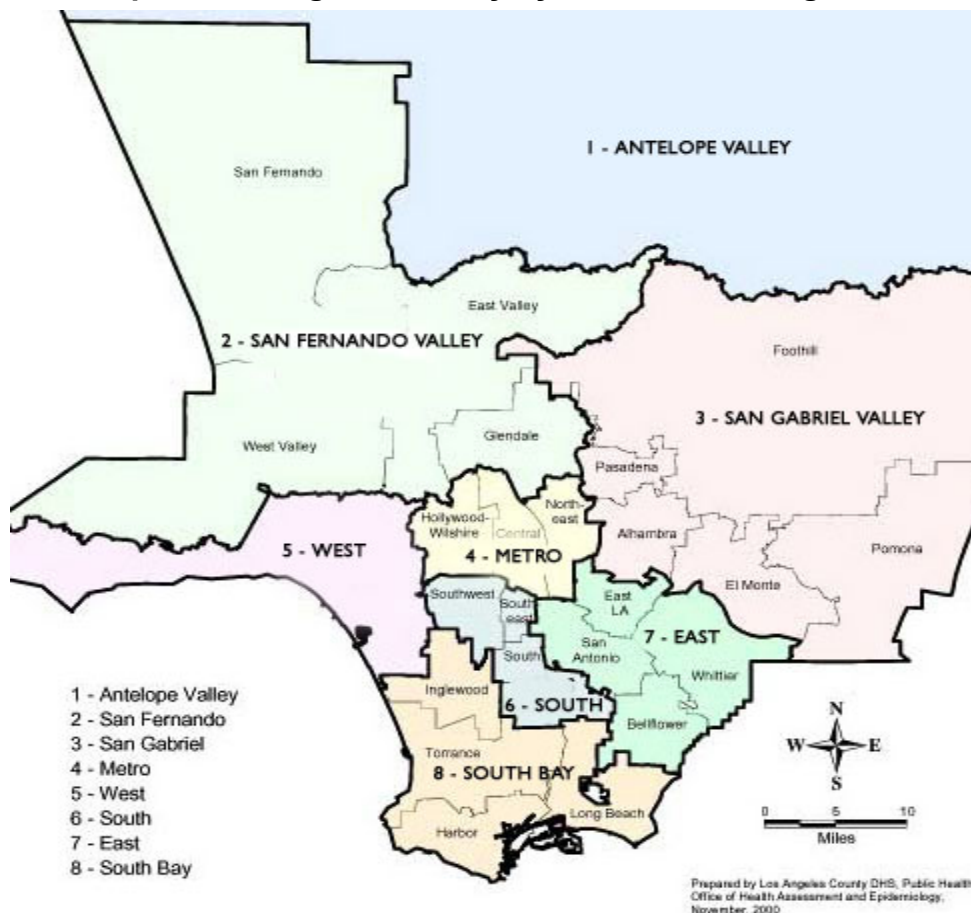 1 - ANTELOPE VALLEY
San Fernando
East Valley
2 - SAN FERNANDO VALLEY
Foothill
3 - SAN GABRIEL VALLEY
West Valley
Glendale
Pasadena
Hollywood-
Wilshire
Central
North-
east
4 - METRO
5 - WEST
Alhambra
Pomona
El Monte
Southwest
South-
east
South
East
LA
7 - EAST
San
Antonio
Whittier
Bellflower
Inglewood
6 - SOUTH
Torrance
8 - SOUTH BAY
Harbor
Long Beach
1 - Antelope Valley
2 - San Fernando
3 - San Gabriel
4 - Metro
5 - West
6 - South
7 - East
8 - South Bay
N
W E
S
0 5 10
Miles
Prepared by Los Angeles County DHS, Public Health
Office of Health Assessment and Epidemiology,
November, 2000